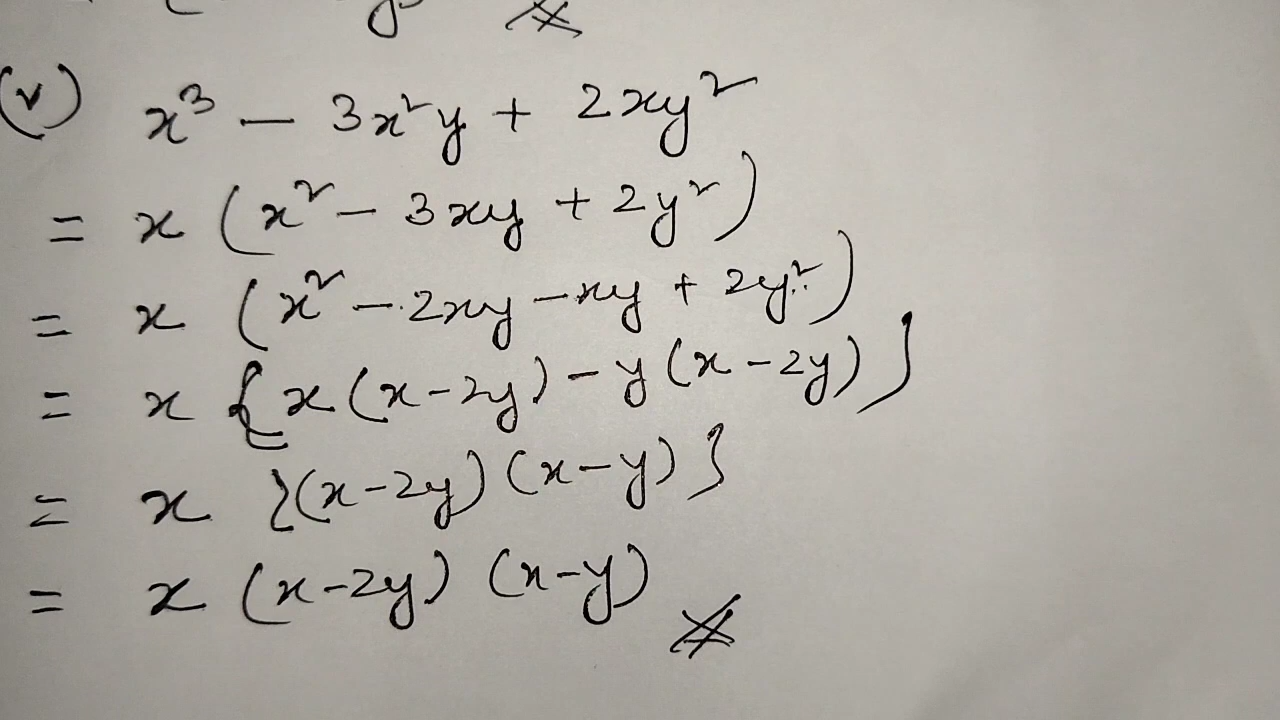 (v) x³ - 3x²y + 2xy²
= x (x² - 3xy + 2y²)
= x (x² - 2xy - xy + 2y²)
= x {x(x-2y) - y(x-2y)}
= x {(x-2y)(x-y)}
= x (x-2y) (x-y)